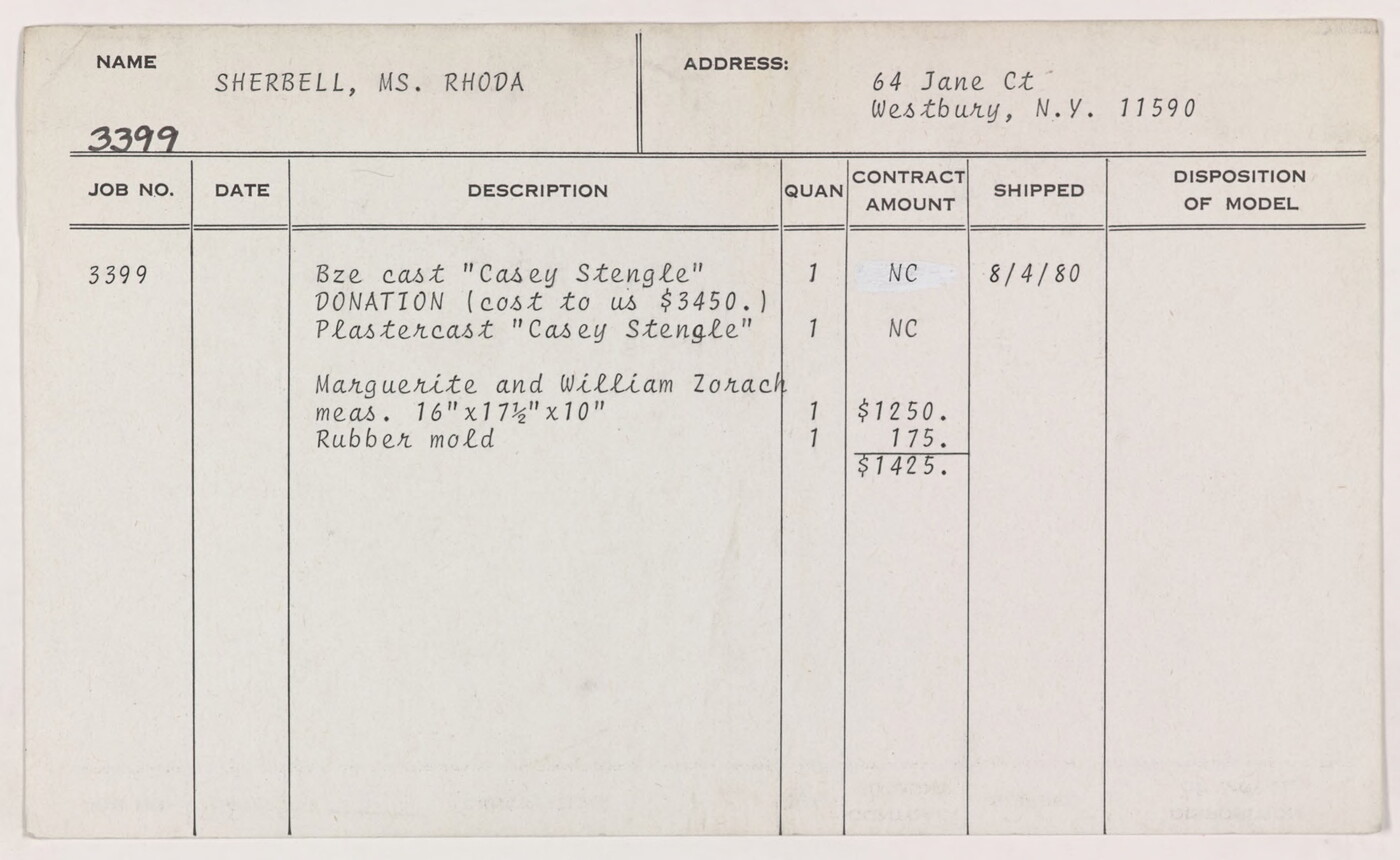 NAME
SHERBELL, MS. RHODA
3399
ADDRESS:
64 Jane Ct
Westbury, N.Y. 11590
JOB NO. DATE DESCRIPTION QUAN CONTRACT AMOUNT SHIPPED DISPOSITION OF MODEL
3399 Bze cast "Casey Stengle" 1 NC 8/4/80
DONATION (cost to us $3450.)
Plastercast "Casey Stengle" 1 NC
Marguerite and William Zorach
meas. 16"x17½"x10" 1 $1250.
Rubber mold 1 175.
$1425.